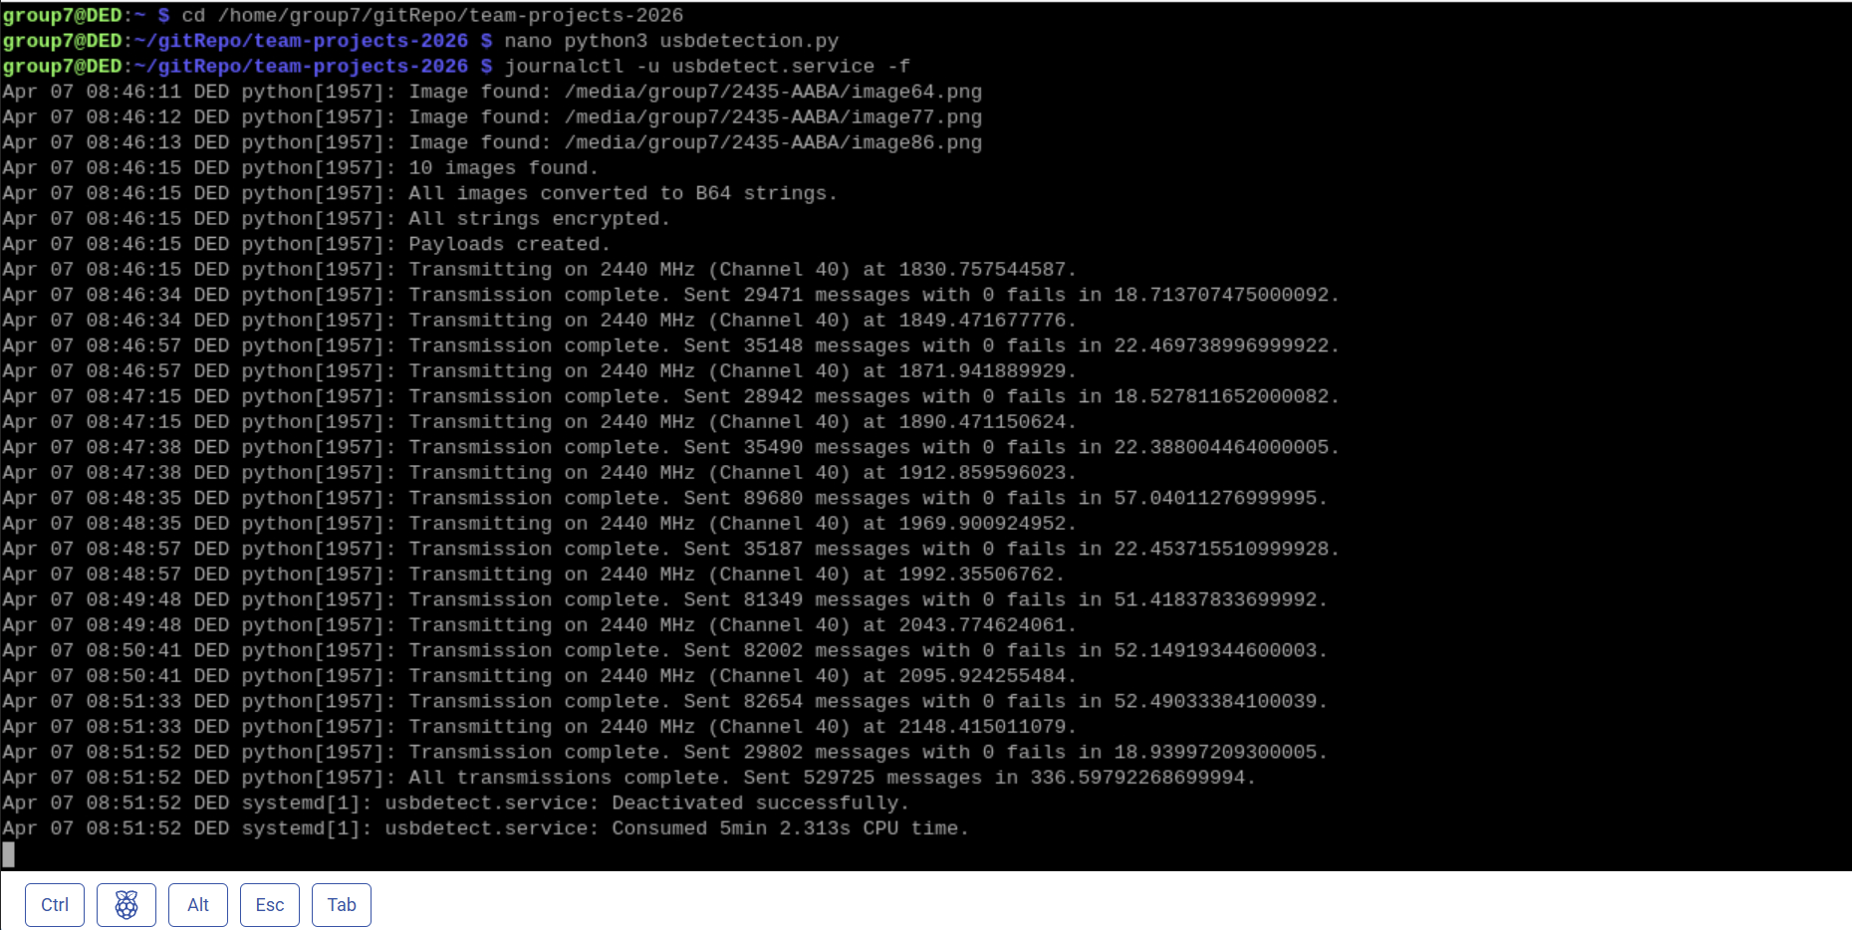 group7@DED:~ $ cd /home/group7/gitRepo/team-projects-2026
group7@DED:~/gitRepo/team-projects-2026 $ nano python3 usbdetection.py
group7@DED:~/gitRepo/team-projects-2026 $ journalctl -u usbdetect.service -f
Apr 07 08:46:11 DED python[1957]: Image found: /media/group7/2435-AABA/image64.png
Apr 07 08:46:12 DED python[1957]: Image found: /media/group7/2435-AABA/image77.png
Apr 07 08:46:13 DED python[1957]: Image found: /media/group7/2435-AABA/image86.png
Apr 07 08:46:15 DED python[1957]: 10 images found.
Apr 07 08:46:15 DED python[1957]: All images converted to B64 strings.
Apr 07 08:46:15 DED python[1957]: All strings encrypted.
Apr 07 08:46:15 DED python[1957]: Payloads created.
Apr 07 08:46:15 DED python[1957]: Transmitting on 2440 MHz (Channel 40) at 1830.757544587.
Apr 07 08:46:34 DED python[1957]: Transmission complete. Sent 29471 messages with 0 fails in 18.713707475000092.
Apr 07 08:46:34 DED python[1957]: Transmitting on 2440 MHz (Channel 40) at 1849.471677776.
Apr 07 08:46:57 DED python[1957]: Transmission complete. Sent 35148 messages with 0 fails in 22.469738996999922.
Apr 07 08:46:57 DED python[1957]: Transmitting on 2440 MHz (Channel 40) at 1871.941889929.
Apr 07 08:47:15 DED python[1957]: Transmission complete. Sent 28942 messages with 0 fails in 18.527811652000082.
Apr 07 08:47:15 DED python[1957]: Transmitting on 2440 MHz (Channel 40) at 1890.471150624.
Apr 07 08:47:38 DED python[1957]: Transmission complete. Sent 35490 messages with 0 fails in 22.388004464000005.
Apr 07 08:47:38 DED python[1957]: Transmitting on 2440 MHz (Channel 40) at 1912.859596023.
Apr 07 08:48:35 DED python[1957]: Transmission complete. Sent 89680 messages with 0 fails in 57.04011276999995.
Apr 07 08:48:35 DED python[1957]: Transmitting on 2440 MHz (Channel 40) at 1969.900924952.
Apr 07 08:48:57 DED python[1957]: Transmission complete. Sent 35187 messages with 0 fails in 22.453715510999928.
Apr 07 08:48:57 DED python[1957]: Transmitting on 2440 MHz (Channel 40) at 1992.35506762.
Apr 07 08:49:48 DED python[1957]: Transmission complete. Sent 81349 messages with 0 fails in 51.41837833699992.
Apr 07 08:49:48 DED python[1957]: Transmitting on 2440 MHz (Channel 40) at 2043.774624061.
Apr 07 08:50:41 DED python[1957]: Transmission complete. Sent 82002 messages with 0 fails in 52.14919344600003.
Apr 07 08:50:41 DED python[1957]: Transmitting on 2440 MHz (Channel 40) at 2095.924255484.
Apr 07 08:51:33 DED python[1957]: Transmission complete. Sent 82654 messages with 0 fails in 52.49033384100039.
Apr 07 08:51:33 DED python[1957]: Transmitting on 2440 MHz (Channel 40) at 2148.415011079.
Apr 07 08:51:52 DED python[1957]: Transmission complete. Sent 29802 messages with 0 fails in 18.93997209300005.
Apr 07 08:51:52 DED python[1957]: All transmissions complete. Sent 529725 messages in 336.59792268699994.
Apr 07 08:51:52 DED systemd[1]: usbdetect.service: Deactivated successfully.
Apr 07 08:51:52 DED systemd[1]: usbdetect.service: Consumed 5min 2.313s CPU time.
Ctrl Alt Esc Tab